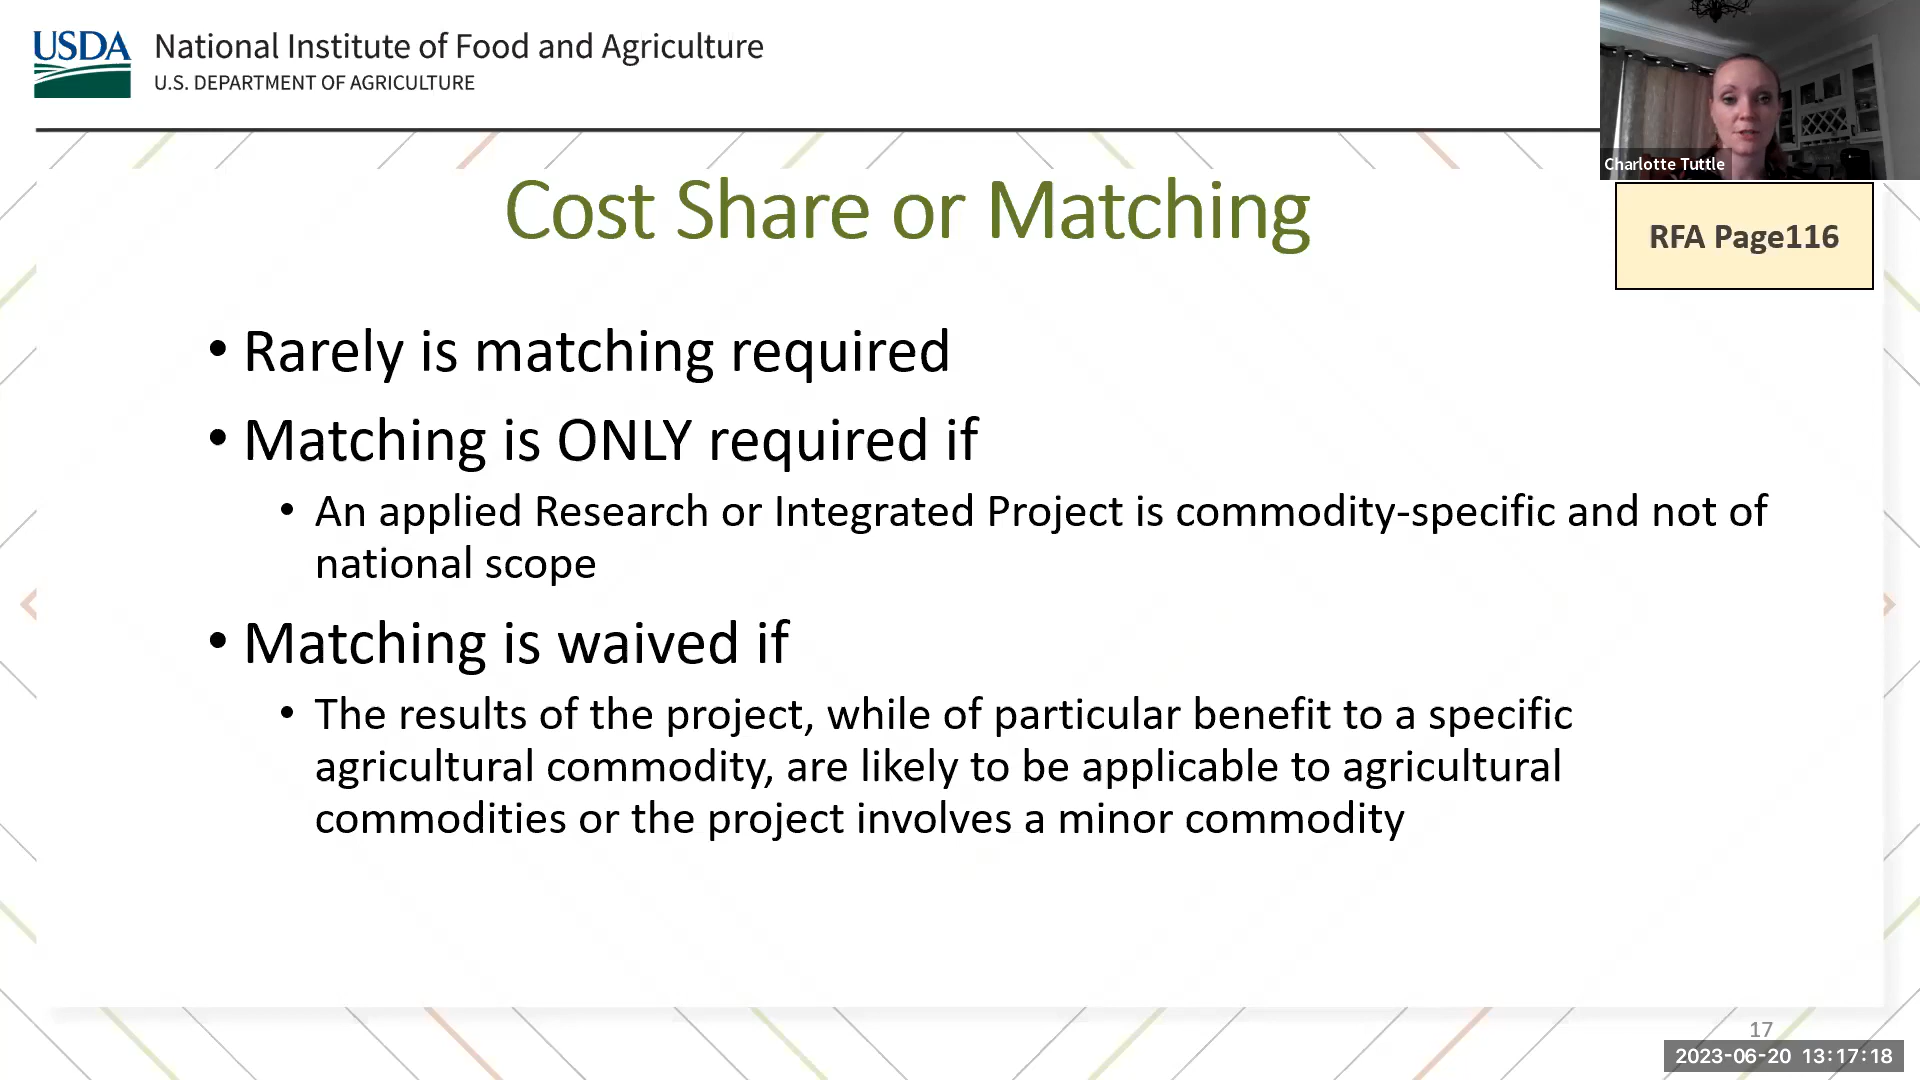 USDA
National Institute of Food and Agriculture
U.S. DEPARTMENT OF AGRICULTURE
Charlotte Tuttle
Cost Share or Matching
RFA Page116
• Rarely is matching required
• Matching is ONLY required if
• An applied Research or Integrated Project is commodity-specific and not of
national scope
• Matching is waived if
• The results of the project, while of particular benefit to a specific
agricultural commodity, are likely to be applicable to agricultural
commodities or the project involves a minor commodity
17
2023-06-20 13:17:18